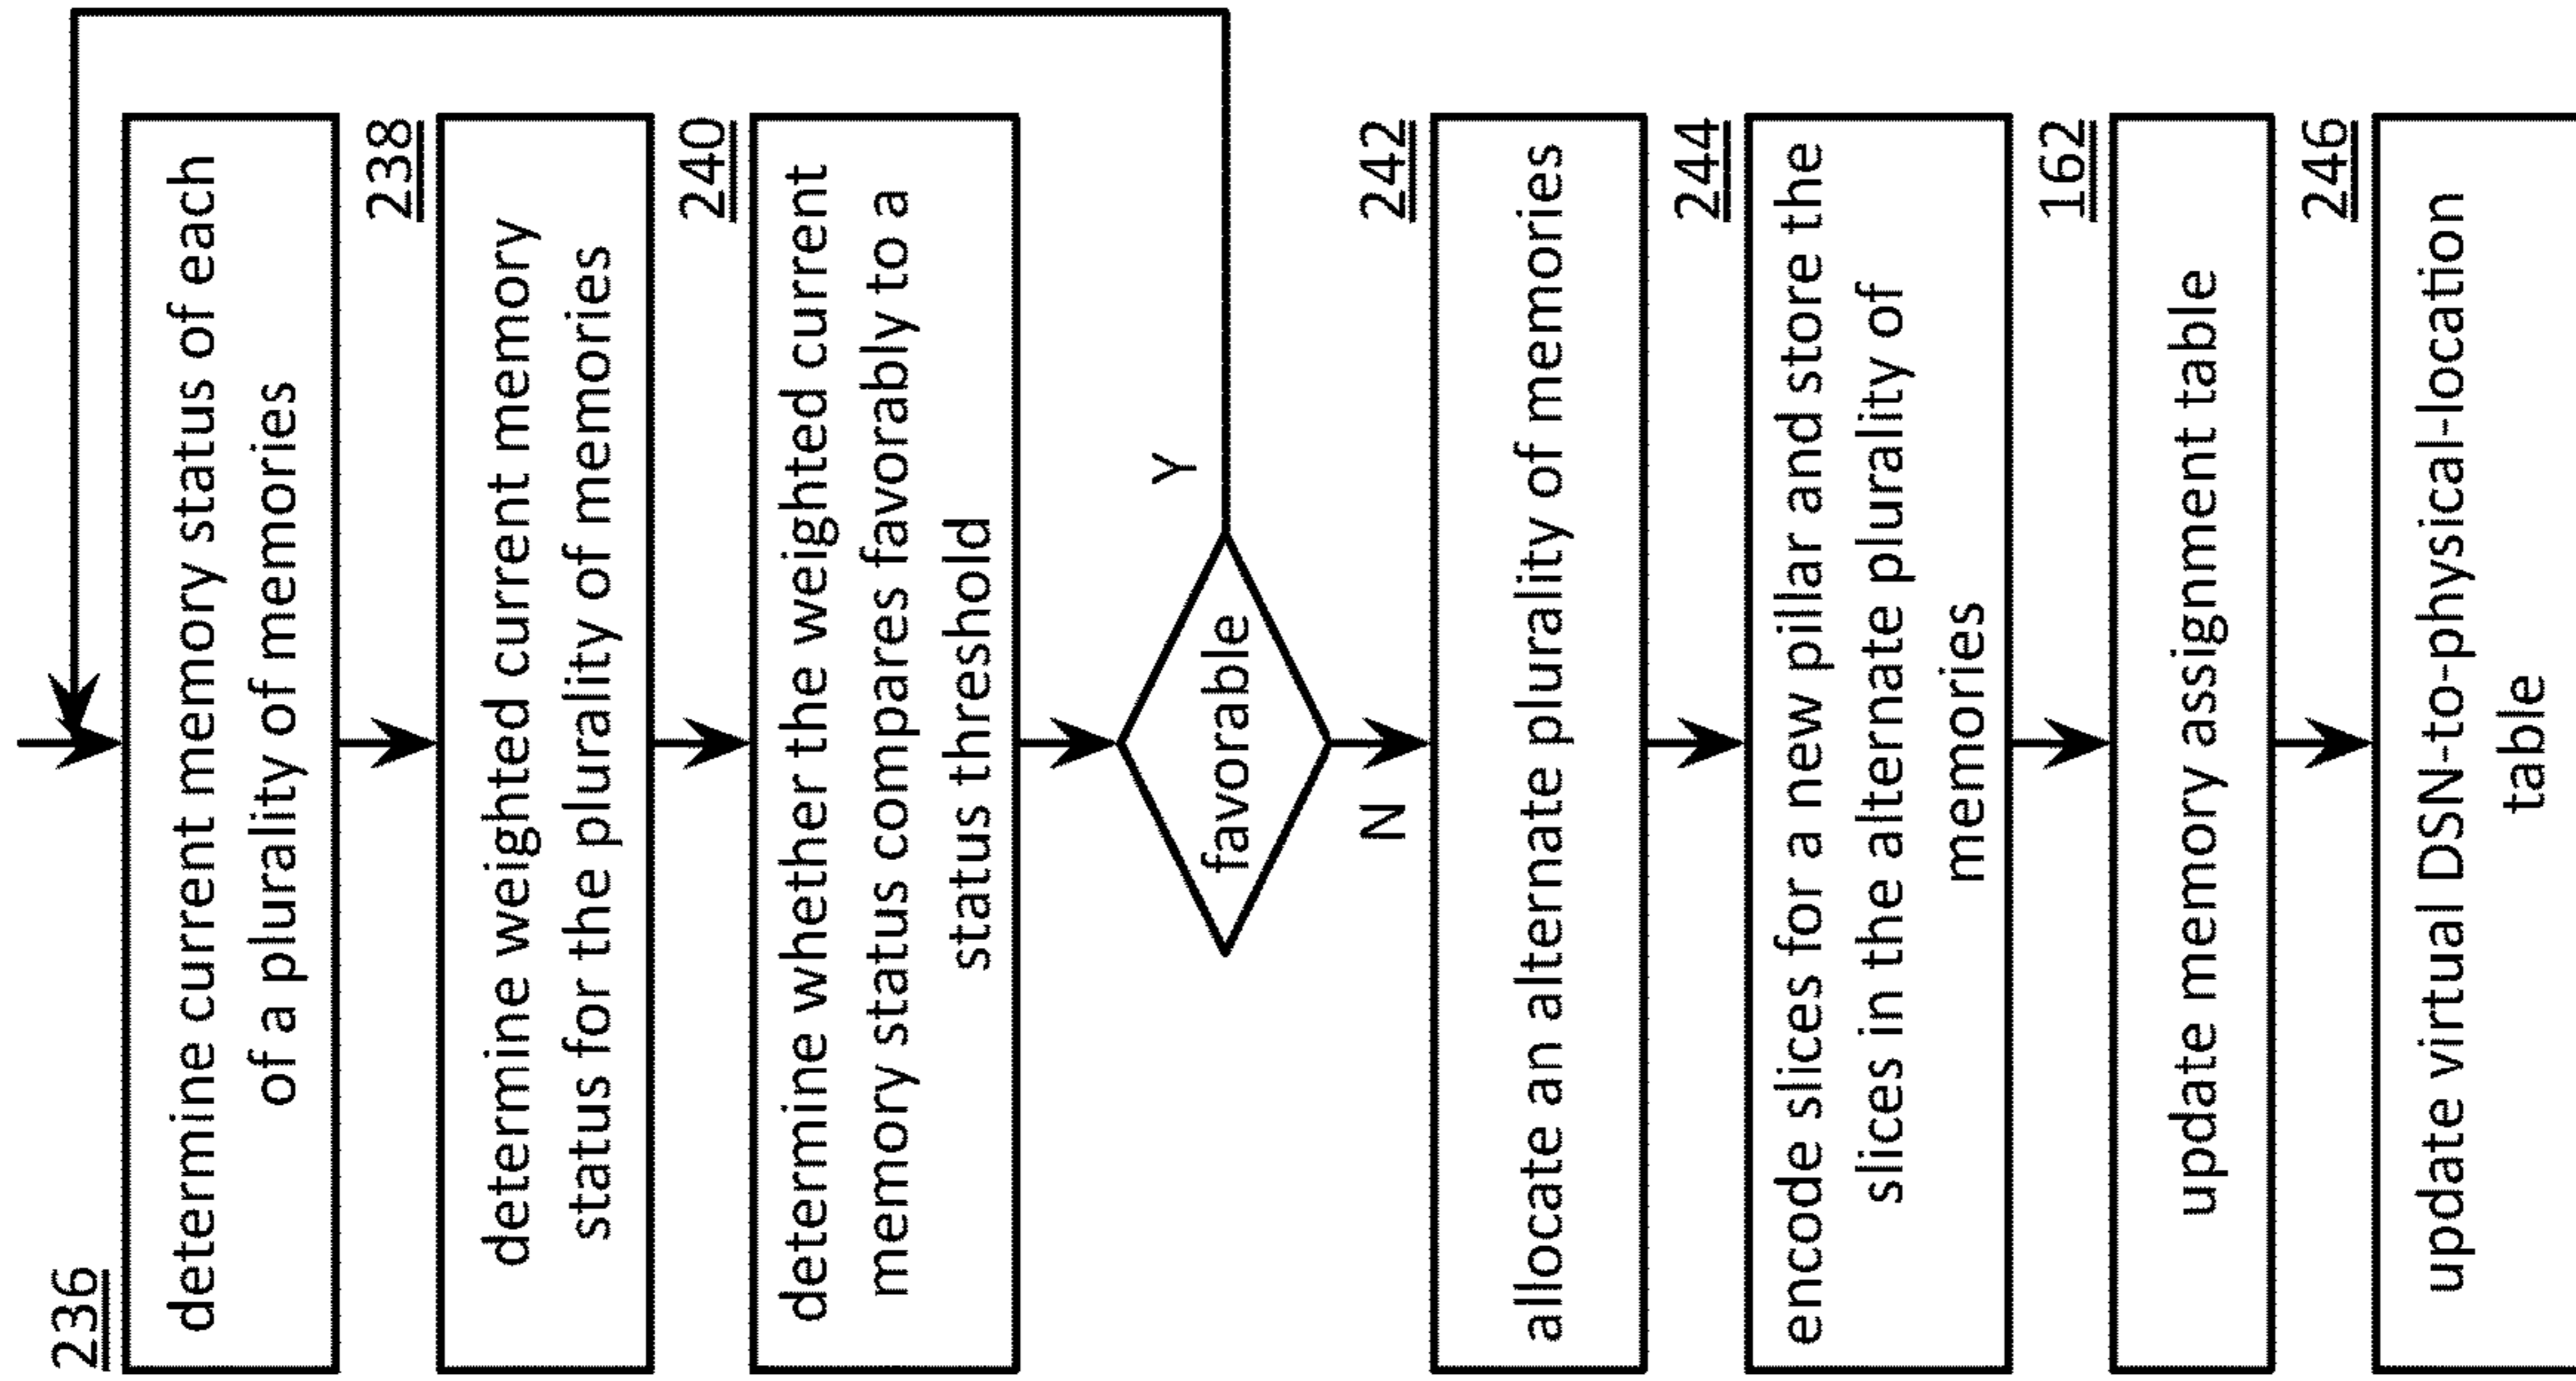 236
determine current memory status of each
of a plurality of memories
238
determine weighted current memory
status for the plurality of memories
240
determine whether the weighted current
memory status compares favorably to a
status threshold
favorable
Y
N
242
allocate an alternate plurality of memories
244
encode slices for a new pillar and store the
slices in the alternate plurality of
memories
162
update memory assignment table
246
update virtual DSN-to-physical-location
table